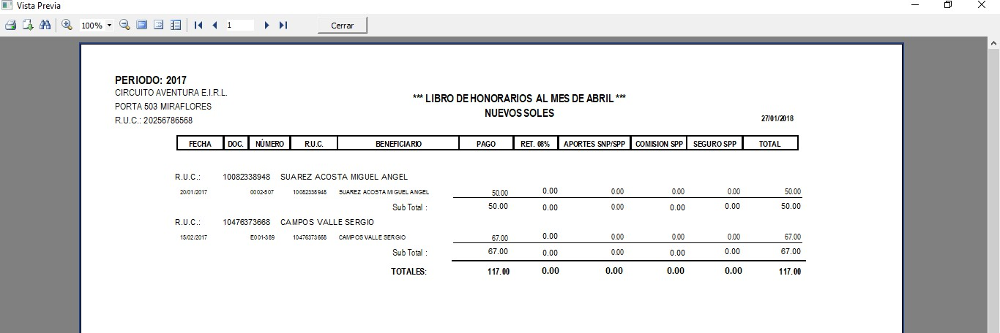 Vista Previa
100% 1 Cerrar
PERIODO: 2017
CIRCUITO AVENTURA E.I.R.L.
PORTA 503 MIRAFLORES
R.U.C.: 20256786568
*** LIBRO DE HONORARIOS AL MES DE ABRIL ***
NUEVOS SOLES
27/01/2018
FECHA DOC. NÚMERO R.U.C. BENEFICIARIO PAGO RET. 08% APORTES SNP/SPP COMISION SPP SEGURO SPP TOTAL
R.U.C.: 10082338948 SUAREZ ACOSTA MIGUEL ANGEL
20/01/2017 0002-507 10082338948 SUAREZ ACOSTA MIGUEL ANGEL 50.00 0.00 0.00 0.00 0.00 50.00
Sub Total : 50.00 0.00 0.00 0.00 0.00 50.00
R.U.C.: 10476373668 CAMPOS VALLE SERGIO
15/02/2017 E001-389 10476373668 CAMPOS VALLE SERGIO 67.00 0.00 0.00 0.00 0.00 67.00
Sub Total : 67.00 0.00 0.00 0.00 0.00 67.00
TOTALES: 117.00 0.00 0.00 0.00 0.00 117.00